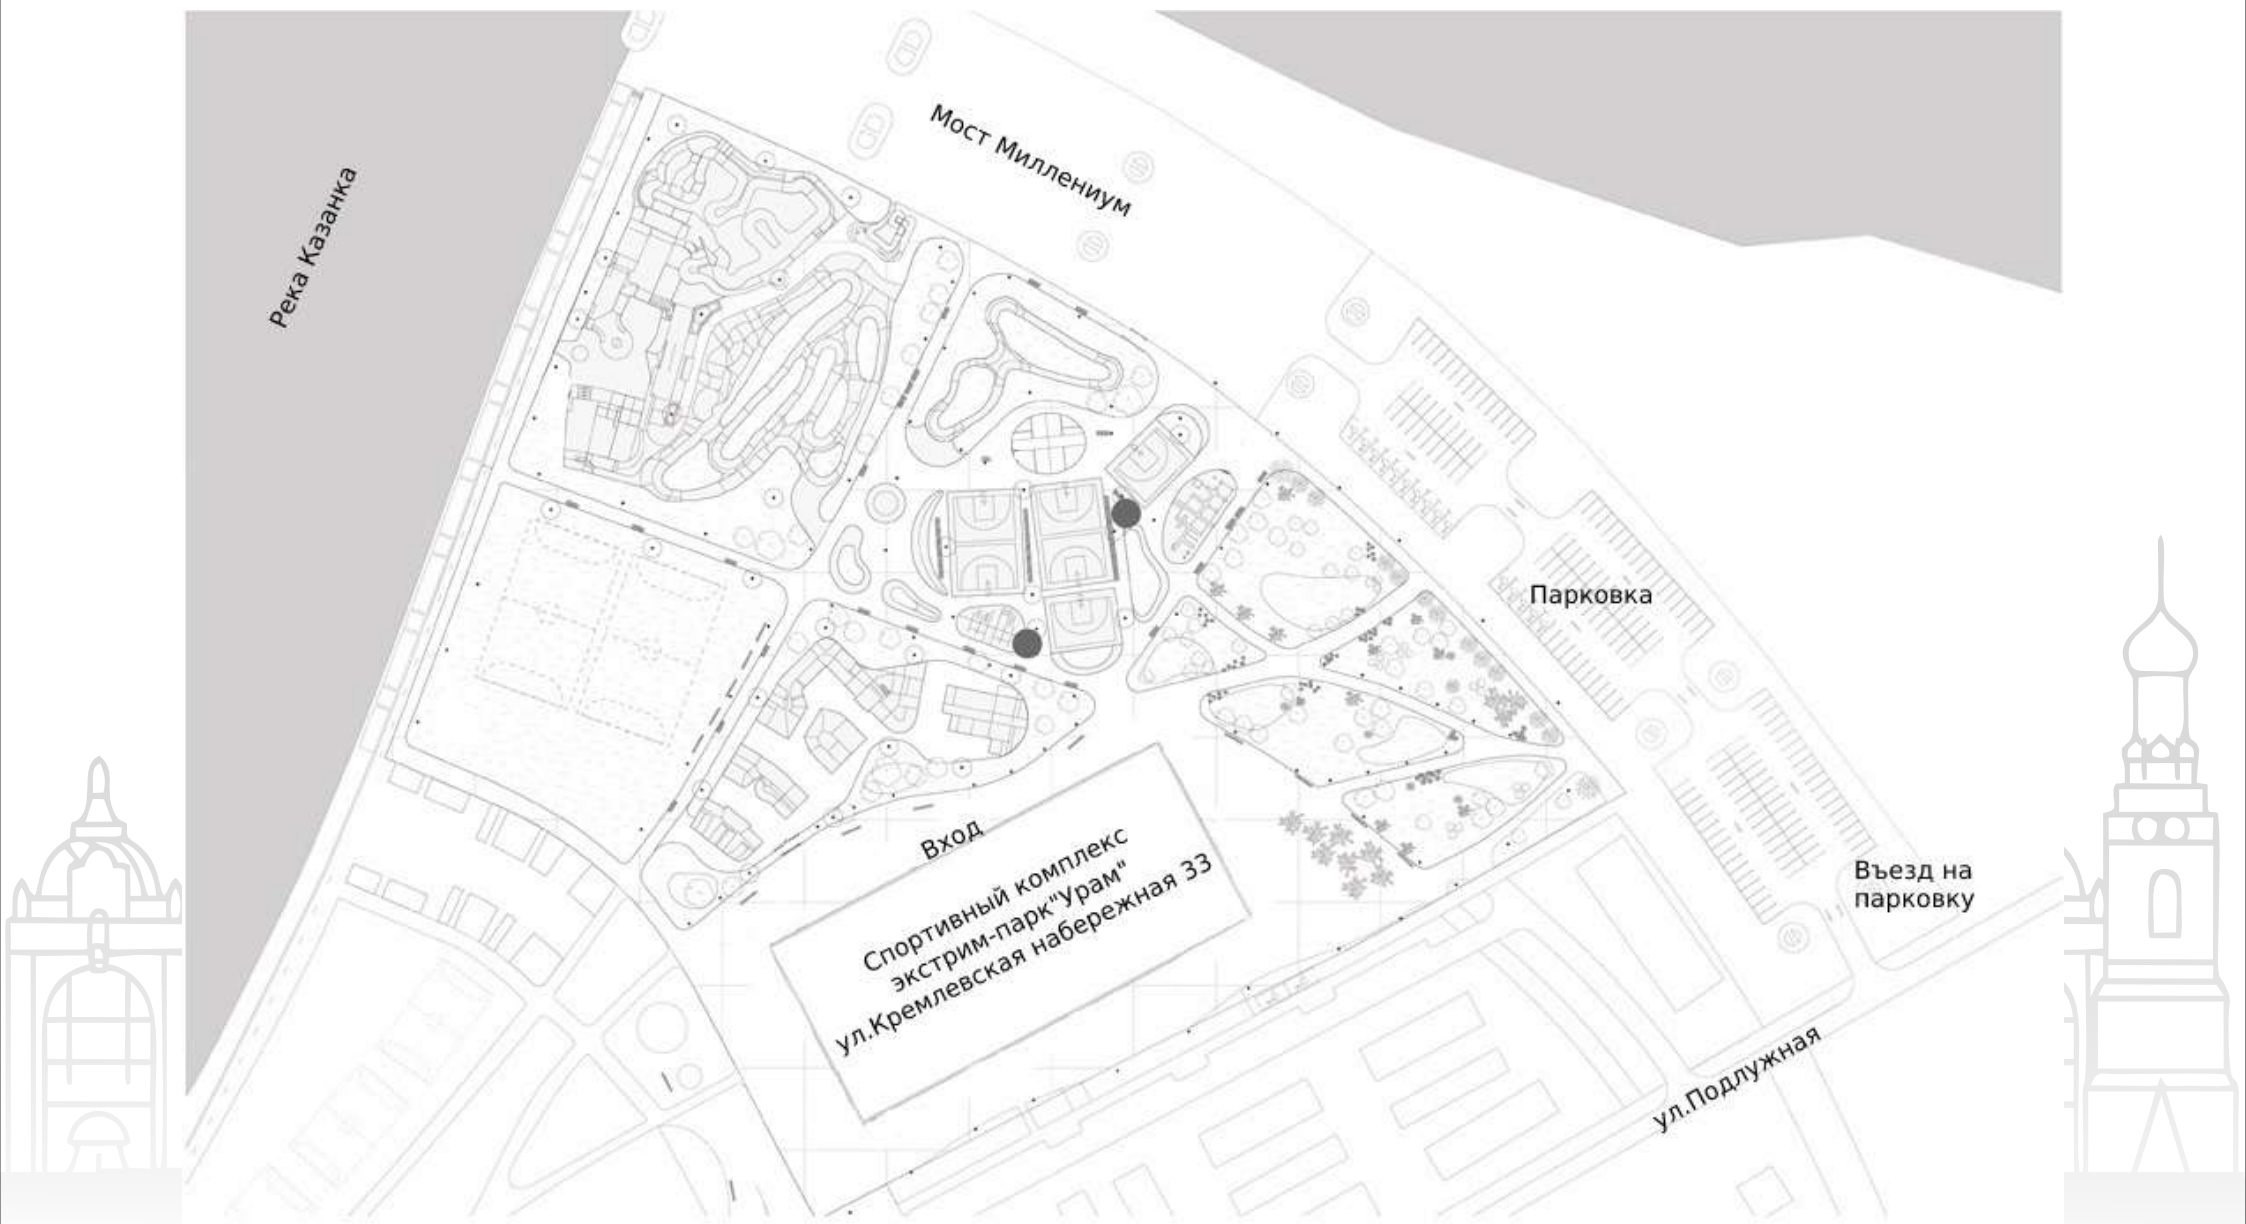 Мост Миллениум
Река Казанка
Парковка
Вход
Спортивный комплекс
экстрим-парк"Урам"
ул.Кремлевская набережная 33
Въезд на
парковку
ул.Подлужная